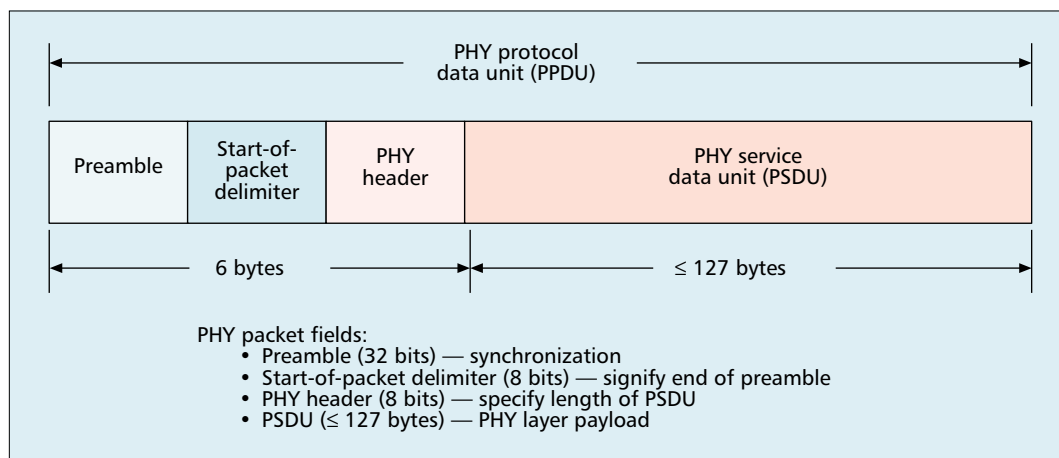 PHY protocol
data unit (PPDU)
Preamble
Start-of-
packet
delimiter
PHY
header
PHY service
data unit (PSDU)
6 bytes
≤ 127 bytes
PHY packet fields:
• Preamble (32 bits) — synchronization
• Start-of-packet delimiter (8 bits) — signify end of preamble
• PHY header (8 bits) — specify length of PSDU
• PSDU (≤ 127 bytes) — PHY layer payload